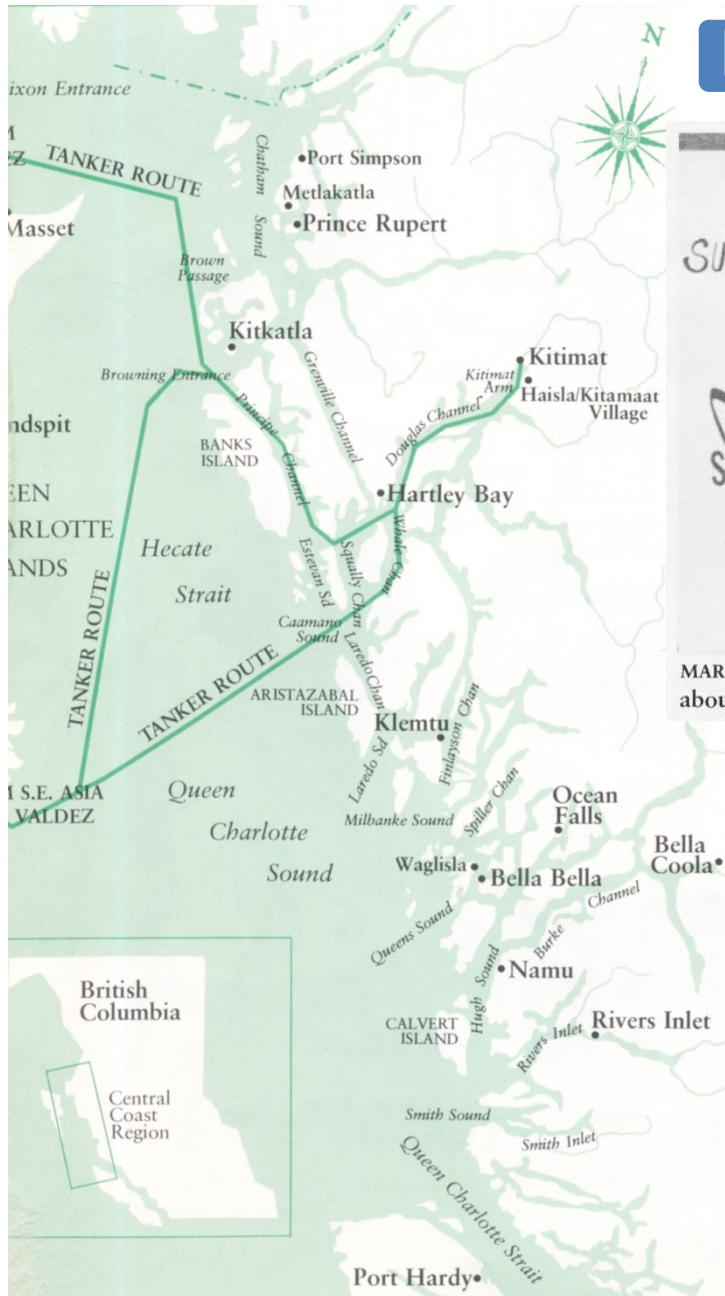 N
ixon Entrance
TANKER ROUTE
Chatham Sound
Port Simpson
Metlakatla
Prince Rupert
Masset
Brown
Passage
Kitkatla
Browning Entrance
Principe Channel
Grenville Channel
Kitimat
Kitimat
Arm
Haisla/Kitamaat
Village
Douglas Channel
ndspit
BANKS
ISLAND
Hartley Bay
EEN
ARLOTTE
ANDS
Hecate
Strait
Estevan Sd
Squally Chan
Whale Chan
Caamano
Sound
Laredo Chan
TANKER ROUTE
TANKER ROUTE
ARISTAZABAL
ISLAND
Klemtu
Finlayson Chan
Laredo Sd
S.E. ASIA
VALDEZ
Queen
Charlotte
Sound
Milbanke Sound
Spiller Chan
Ocean
Falls
Bella
Coola
Waglisla
Bella Bella
Queens Sound
Burke Channel
Namu
Hugh Sound
CALVERT
ISLAND
Rivers Inlet
Rivers Inlet
Smith Sound
Smith Inlet
Queen Charlotte Strait
Port Hardy
British
Columbia
Central
Coast
Region
SU
S
MAR
abou